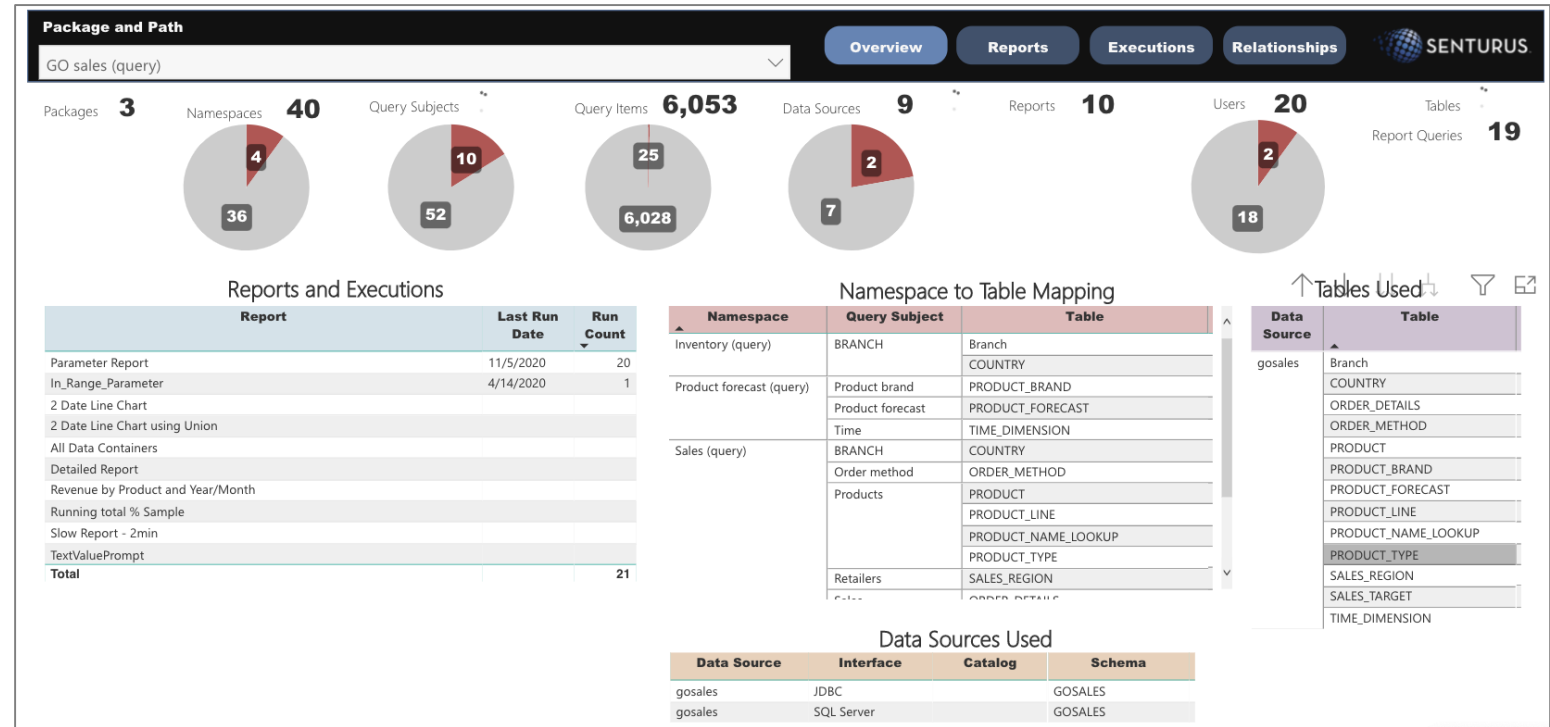 Package and Path
GO sales (query)
Overview Reports Executions Relationships SENTURUS
Packages 3
Namespaces 40
Query Subjects
Query Items 6,053
Data Sources 9
Reports 10
Users 20
Tables
Report Queries 19
4
36
10
52
25
6,028
2
7
2
18
Reports and Executions
Report Last Run Date Run Count
Parameter Report 11/5/2020 20
In_Range_Parameter 4/14/2020 1
2 Date Line Chart
2 Date Line Chart using Union
All Data Containers
Detailed Report
Revenue by Product and Year/Month
Running total % Sample
Slow Report - 2min
TextValuePrompt
Total 21
Namespace to Table Mapping
Namespace Query Subject Table
Inventory (query) BRANCH Branch
COUNTRY
Product forecast (query) Product brand PRODUCT_BRAND
Product forecast PRODUCT_FORECAST
Time TIME_DIMENSION
Sales (query) BRANCH COUNTRY
Order method ORDER_METHOD
Products PRODUCT
PRODUCT_LINE
PRODUCT_NAME_LOOKUP
PRODUCT_TYPE
Retailers SALES_REGION
Sales ORDER_DETAILS
Tables Used
Data Source Table
gosales Branch
COUNTRY
ORDER_DETAILS
ORDER_METHOD
PRODUCT
PRODUCT_BRAND
PRODUCT_FORECAST
PRODUCT_LINE
PRODUCT_NAME_LOOKUP
PRODUCT_TYPE
SALES_REGION
SALES_TARGET
TIME_DIMENSION
Data Sources Used
Data Source Interface Catalog Schema
gosales JDBC GOSALES
gosales SQL Server GOSALES